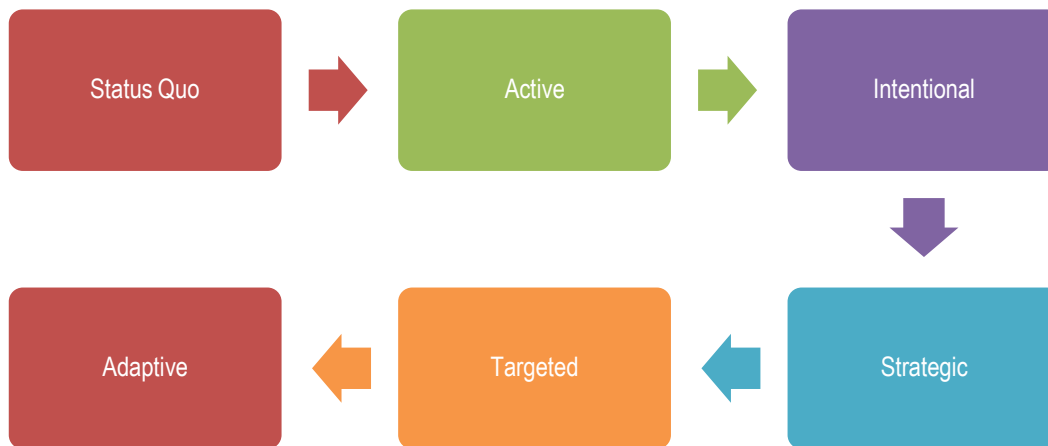 Status Quo
Active
Intentional
Strategic
Targeted
Adaptive